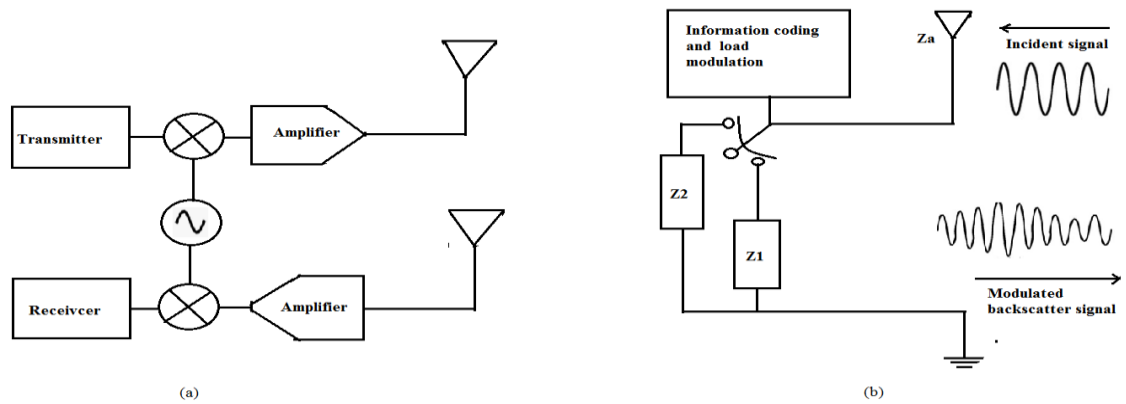 Transmitter
Amplifier
Receivcer
Amplifier
(a)
Information coding
and load
modulation
Za
Incident signal
Z2
Z1
Modulated
backscatter signal
(b)